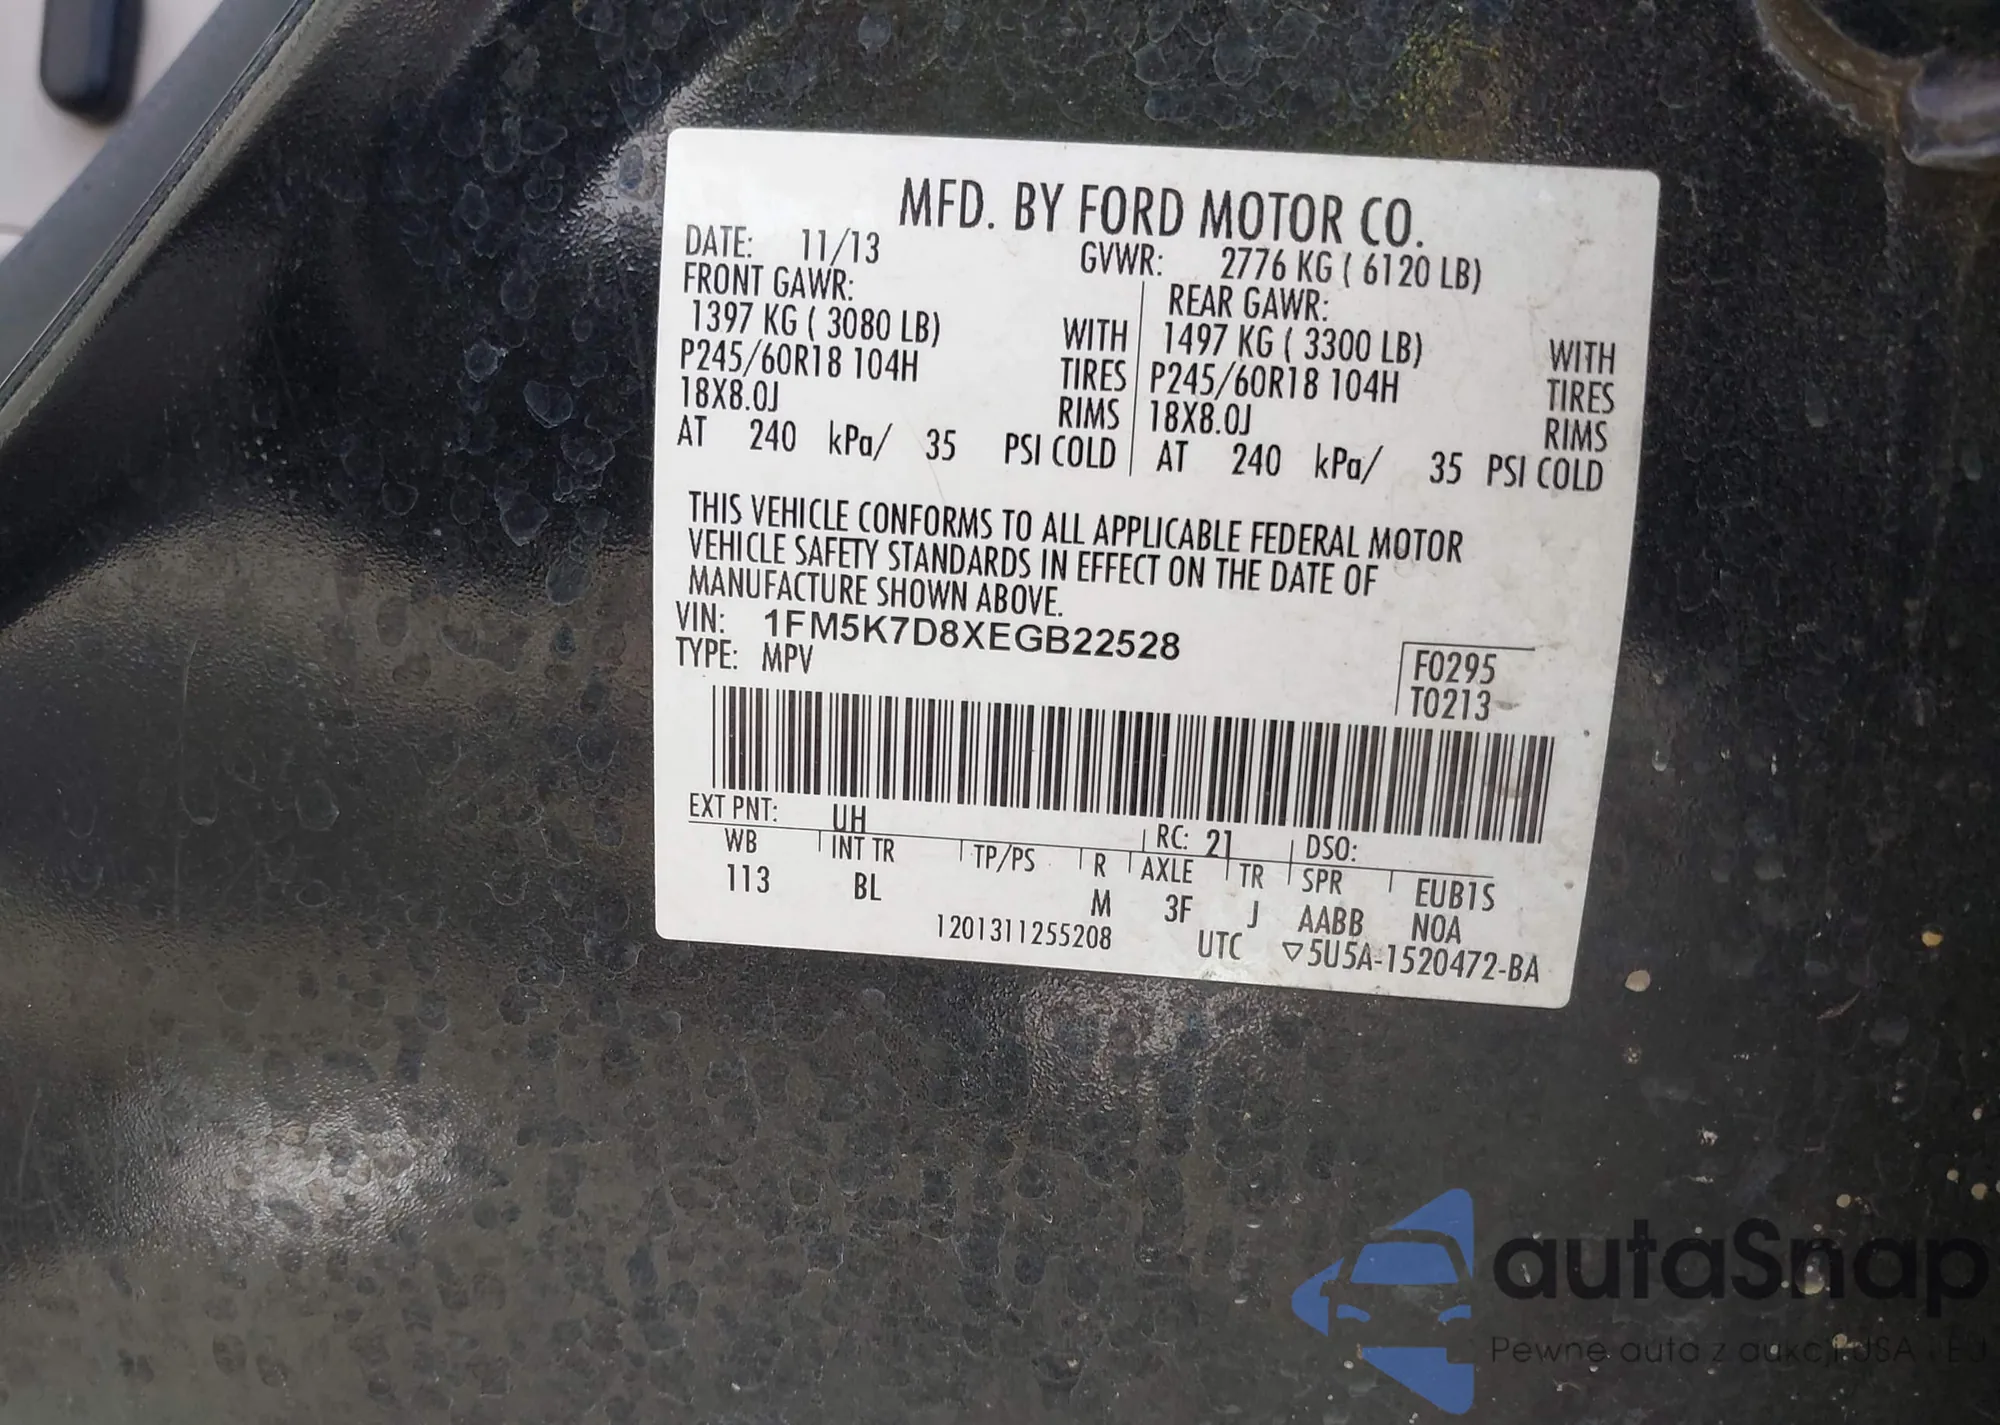 MFD. BY FORD MOTOR CO.
DATE: 11/13 GVWR: 2776 KG ( 6120 LB)
FRONT GAWR: REAR GAWR:
1397 KG ( 3080 LB) WITH 1497 KG ( 3300 LB) WITH
P245/60R18 104H TIRES P245/60R18 104H TIRES
18X8.0J RIMS 18X8.0J RIMS
AT 240 kPa/ 35 PSI COLD AT 240 kPa/ 35 PSI COLD
THIS VEHICLE CONFORMS TO ALL APPLICABLE FEDERAL MOTOR
VEHICLE SAFETY STANDARDS IN EFFECT ON THE DATE OF
MANUFACTURE SHOWN ABOVE.
VIN: 1FM5K7D8XEGB22528
TYPE: MPV
F0295
T0213
EXT PNT: UH RC: 21 DSO:
WB INT TR TP/PS R AXLE TR SPR EUB1S
113 BL M 3F J AABB NOA
1201311255208 UTC ▽5U5A-1520472-BA
autaSnap
Pewne auta z aukcji USA i EU